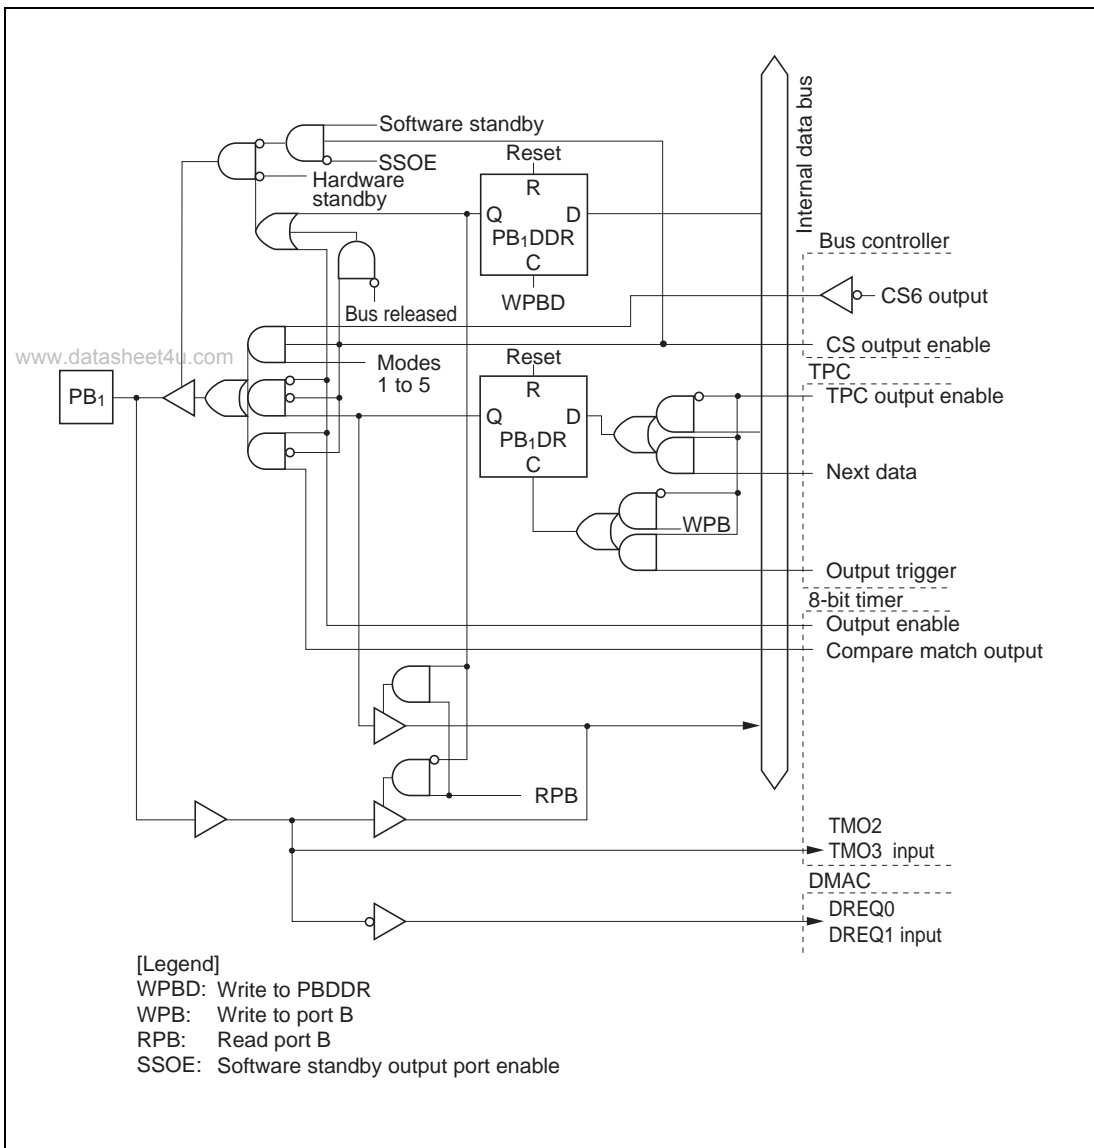 Software standby
SSOE
Hardware
standby
Reset
R
Q
D
PB₁DDR
C
WPBD
Bus released
Internal data bus
Bus controller
CS6 output
CS output enable
www.datasheet4u.com
Modes
1 to 5
PB₁
Reset
R
Q
D
PB₁DR
C
TPC
TPC output enable
Next data
WPB
Output trigger
8-bit timer
Output enable
Compare match output
RPB
TMO2
TMO3 input
DMAC
DREQ0
DREQ1 input
[Legend]
WPBD: Write to PBDDR
WPB: Write to port B
RPB: Read port B
SSOE: Software standby output port enable